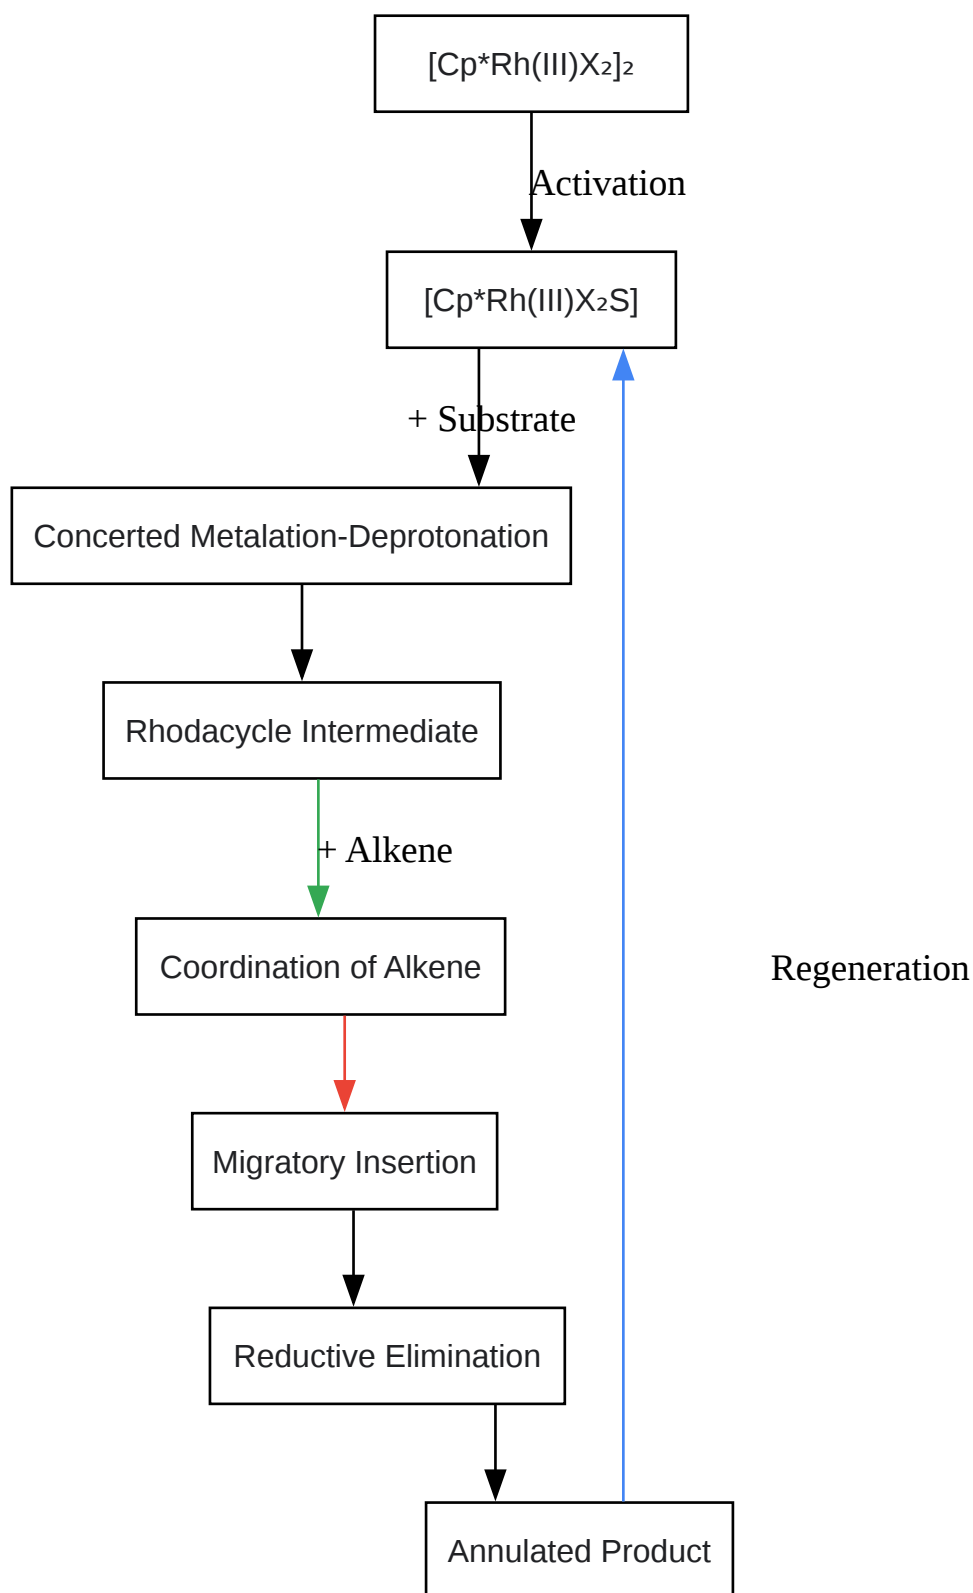 [Cp*Rh(III)X₂]₂
Activation
[Cp*Rh(III)X₂S]
+ Substrate
Concerted Metalation-Deprotonation
Rhodacycle Intermediate
+ Alkene
Coordination of Alkene
Regeneration
Migratory Insertion
Reductive Elimination
Annulated Product